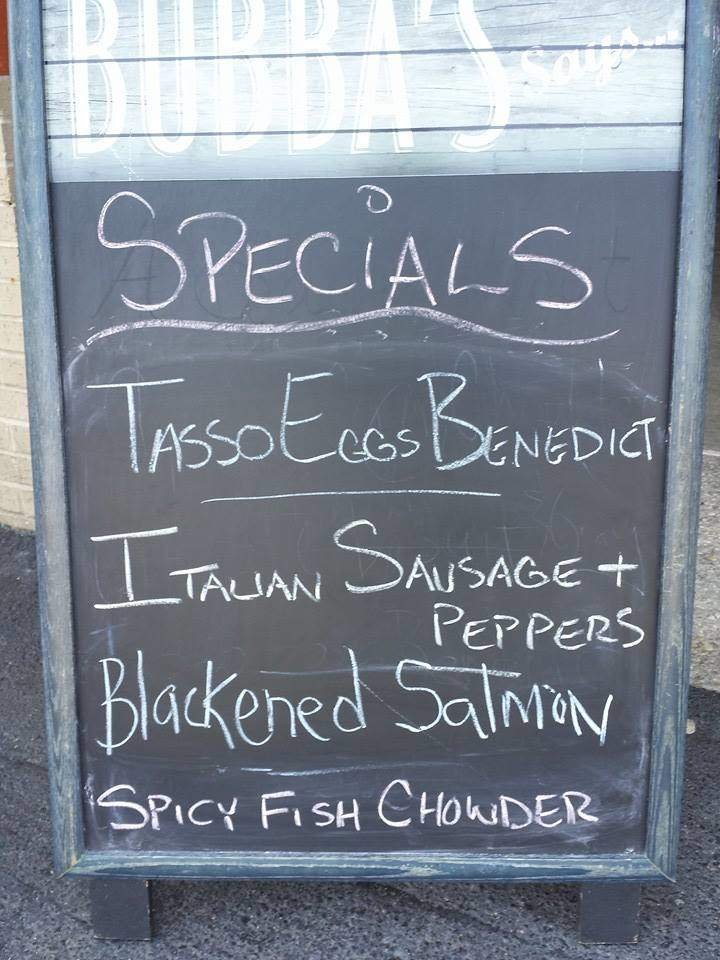 BUBBA'S Says...
SPECiALS
TASSO EGGS BENEDICT
ITALIAN SAUSAGE +
PEPPERS
Blackened SalmoN
SPICY FISH CHOWDER